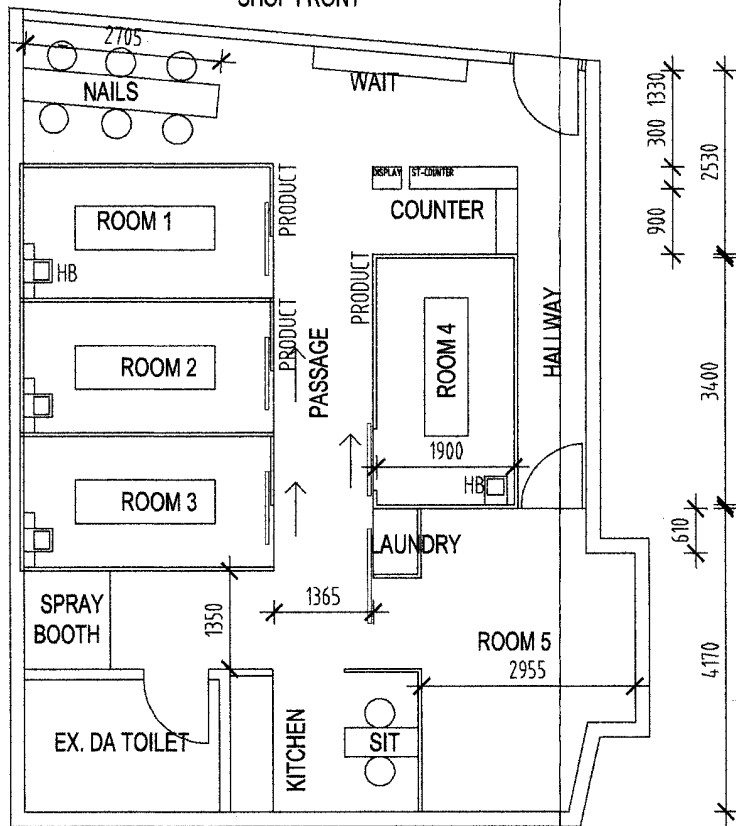 SHOP FRONT
2705
NAILS
WAIT
1330
300
2530
900
DISPLAY
ST-COUNTER
COUNTER
PRODUCT
ROOM 1
HB
PRODUCT
ROOM 2
PRODUCT
PASSAGE
ROOM 4
HALLWAY
3400
1900
HB
ROOM 3
LAUNDRY
610
SPRAY
BOOTH
1350
1365
ROOM 5
2955
4170
EX. DA TOILET
KITCHEN
SIT